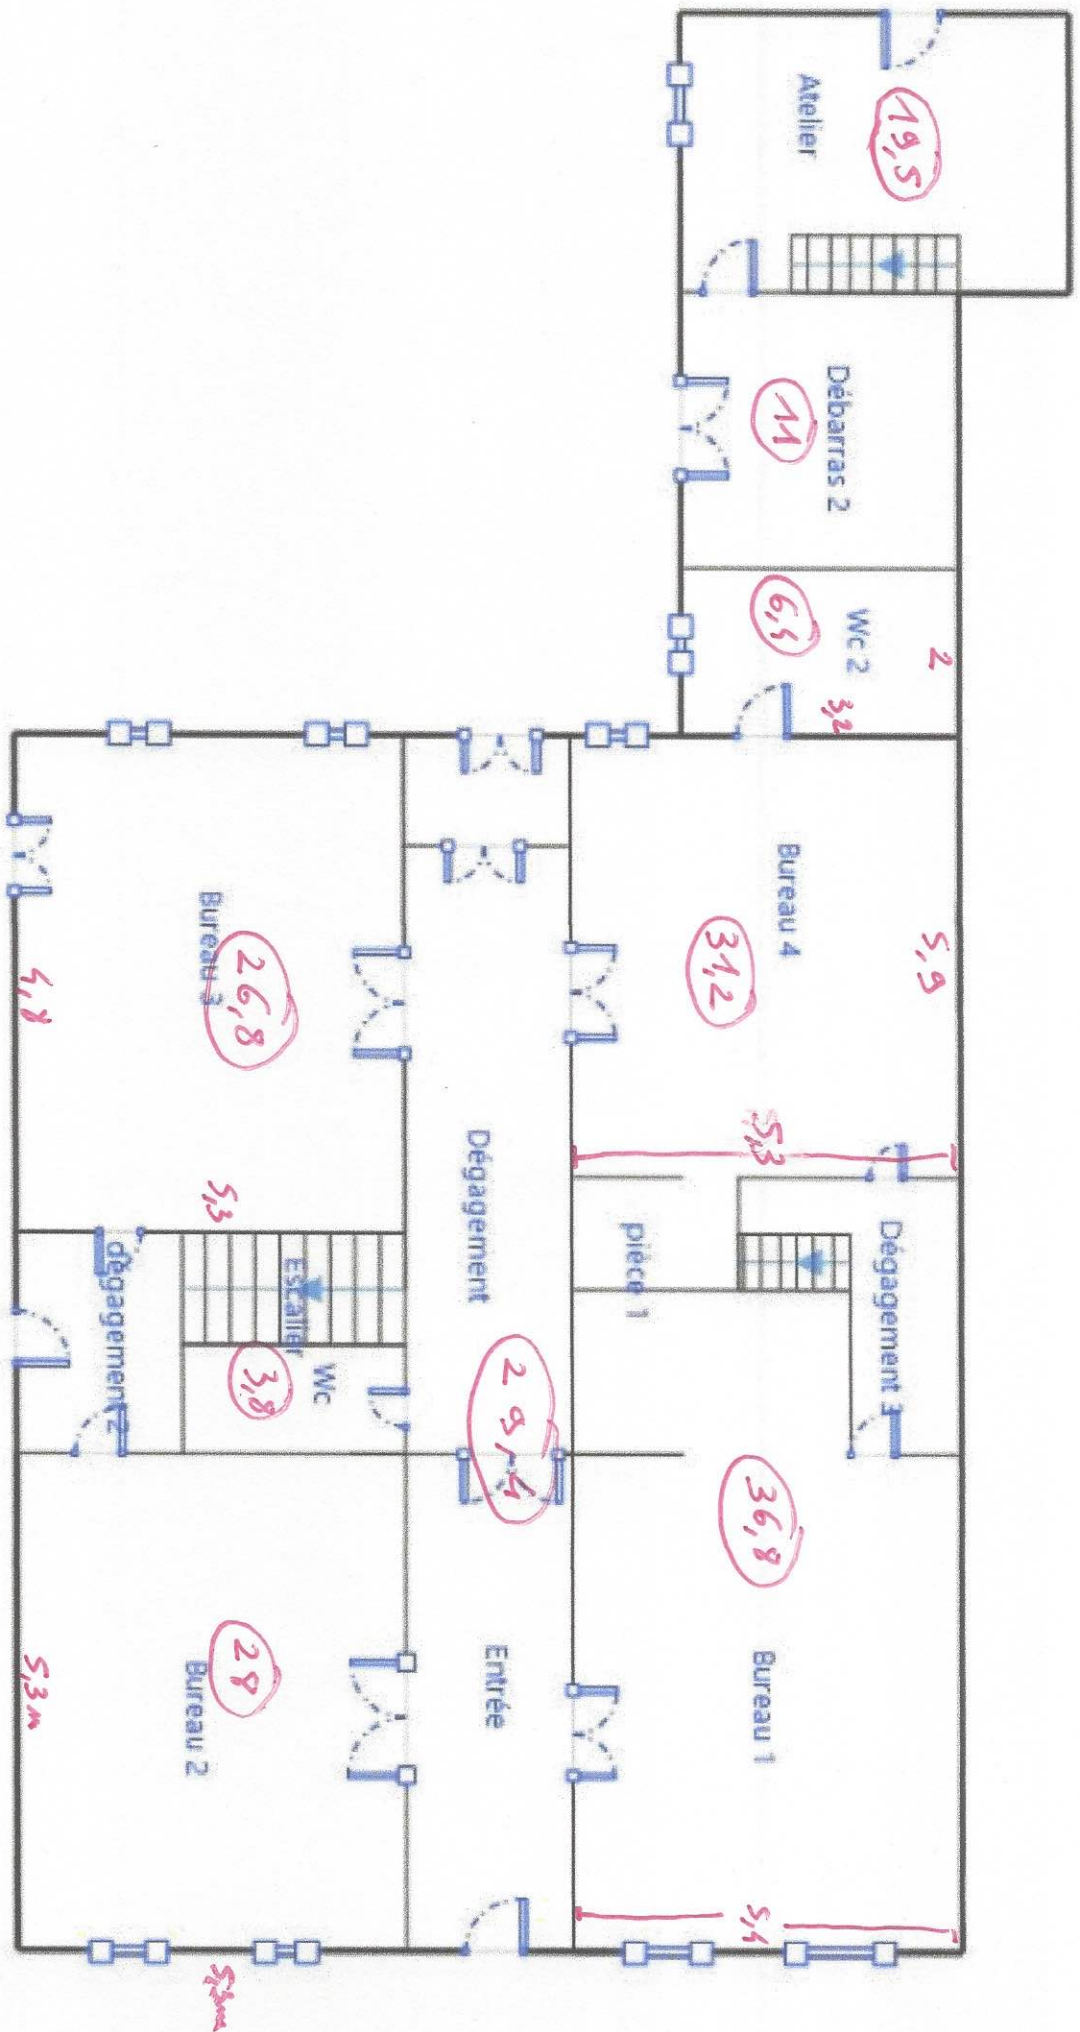 Atelier
19,5
Débarras 2
11
Wc 2
6,5
2
3,2
Bureau 4
31,2
5,9
5,3
Bureau 3
26,8
4,8
5,3
Dégagement
29,4
pièce 1
Dégagement 3
Escalier
Wc
3,8
dégagement 2
Bureau 1
36,8
5,4
Entrée
Bureau 2
28
5,3m
5,3m